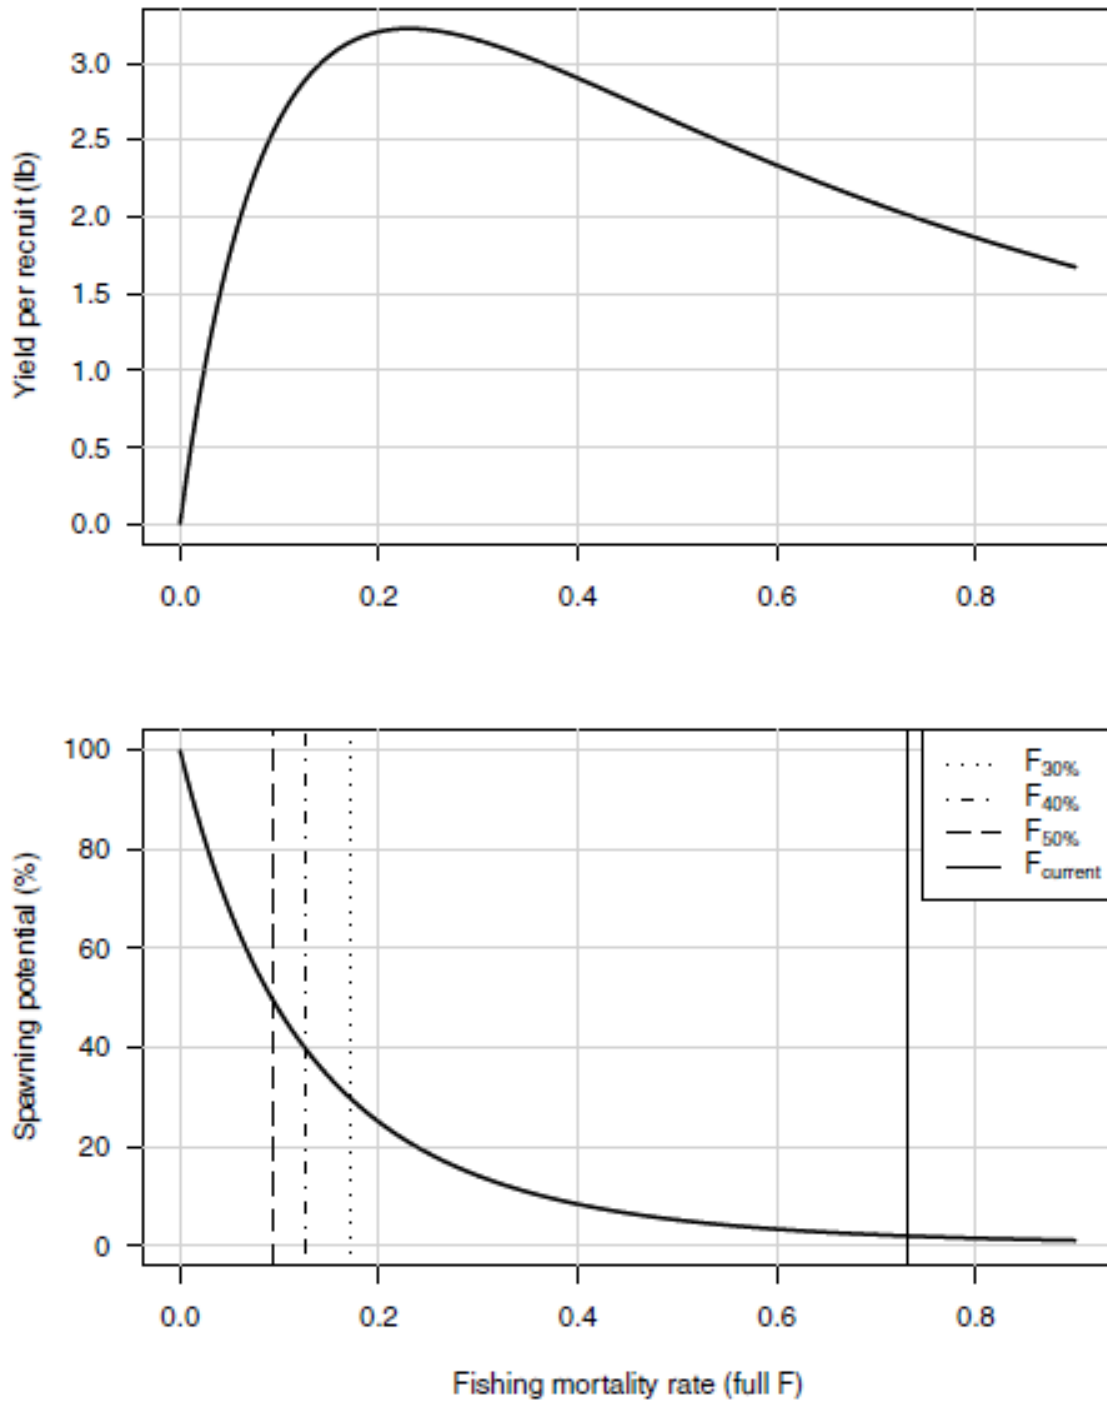 Yield per recruit (lb)
3.0
2.5
2.0
1.5
1.0
0.5
0.0
0.0 0.2 0.4 0.6 0.8
Spawning potential (%)
100
80
60
40
20
0
F30%
F40%
F50%
Fcurrent
0.0 0.2 0.4 0.6 0.8
Fishing mortality rate (full F)